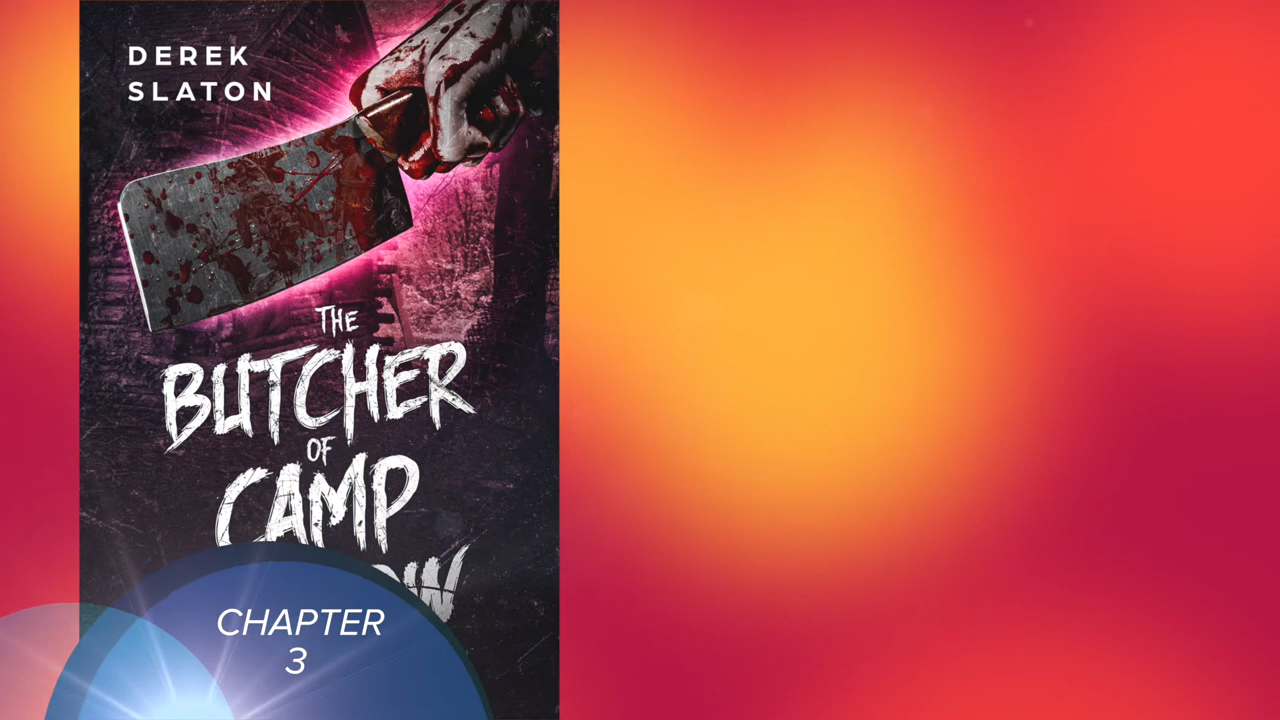 DEREK
SLATON
THE
BUTCHER
OF
CAMP
CHAPTER
3